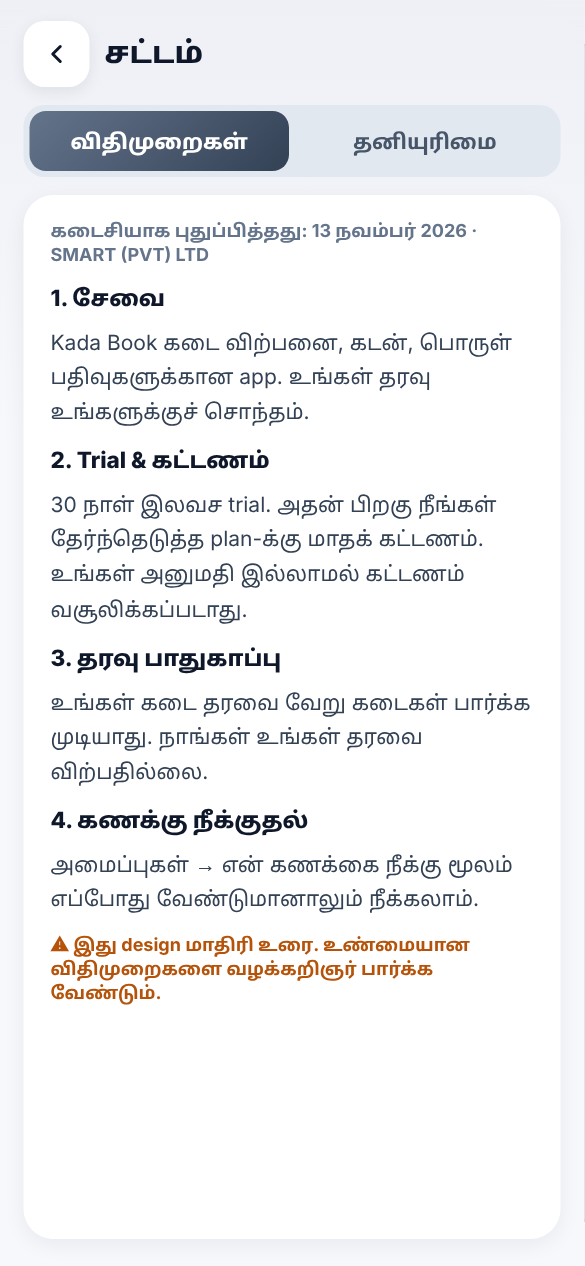 சட்டம்
விதிமுறைகள்
தனியுரிமை
கடைசியாக புதுப்பித்தது: 13 நவம்பர் 2026 ·
SMART (PVT) LTD
1. சேவை
Kada Book கடை விற்பனை, கடன், பொருள்
பதிவுகளுக்கான app. உங்கள் தரவு
உங்களுக்குச் சொந்தம்.
2. Trial & கட்டணம்
30 நாள் இலவச trial. அதன் பிறகு நீங்கள்
தேர்ந்தெடுத்த plan-க்கு மாதக் கட்டணம்.
உங்கள் அனுமதி இல்லாமல் கட்டணம்
வசூலிக்கப்படாது.
3. தரவு பாதுகாப்பு
உங்கள் கடை தரவை வேறு கடைகள் பார்க்க
முடியாது. நாங்கள் உங்கள் தரவை
விற்பதில்லை.
4. கணக்கு நீக்குதல்
அமைப்புகள் → என் கணக்கை நீக்கு மூலம்
எப்போது வேண்டுமானாலும் நீக்கலாம்.
⚠ இது design மாதிரி உரை. உண்மையான
விதிமுறைகளை வழக்கறிஞர் பார்க்க
வேண்டும்.